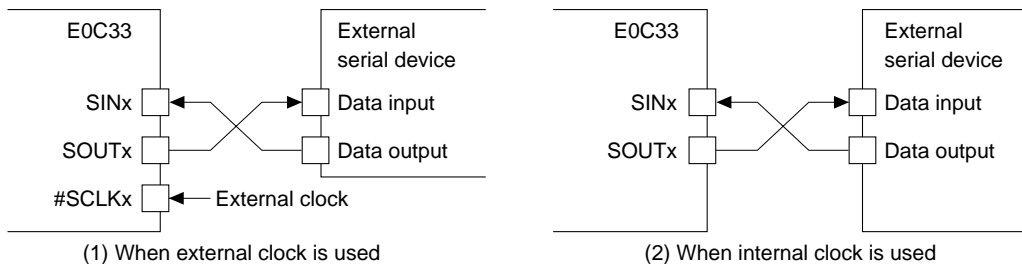 E0C33
External
serial device
SINx
Data input
SOUTx
Data output
#SCLKx
External clock
(1) When external clock is used
E0C33
External
serial device
SINx
Data input
SOUTx
Data output
(2) When internal clock is used